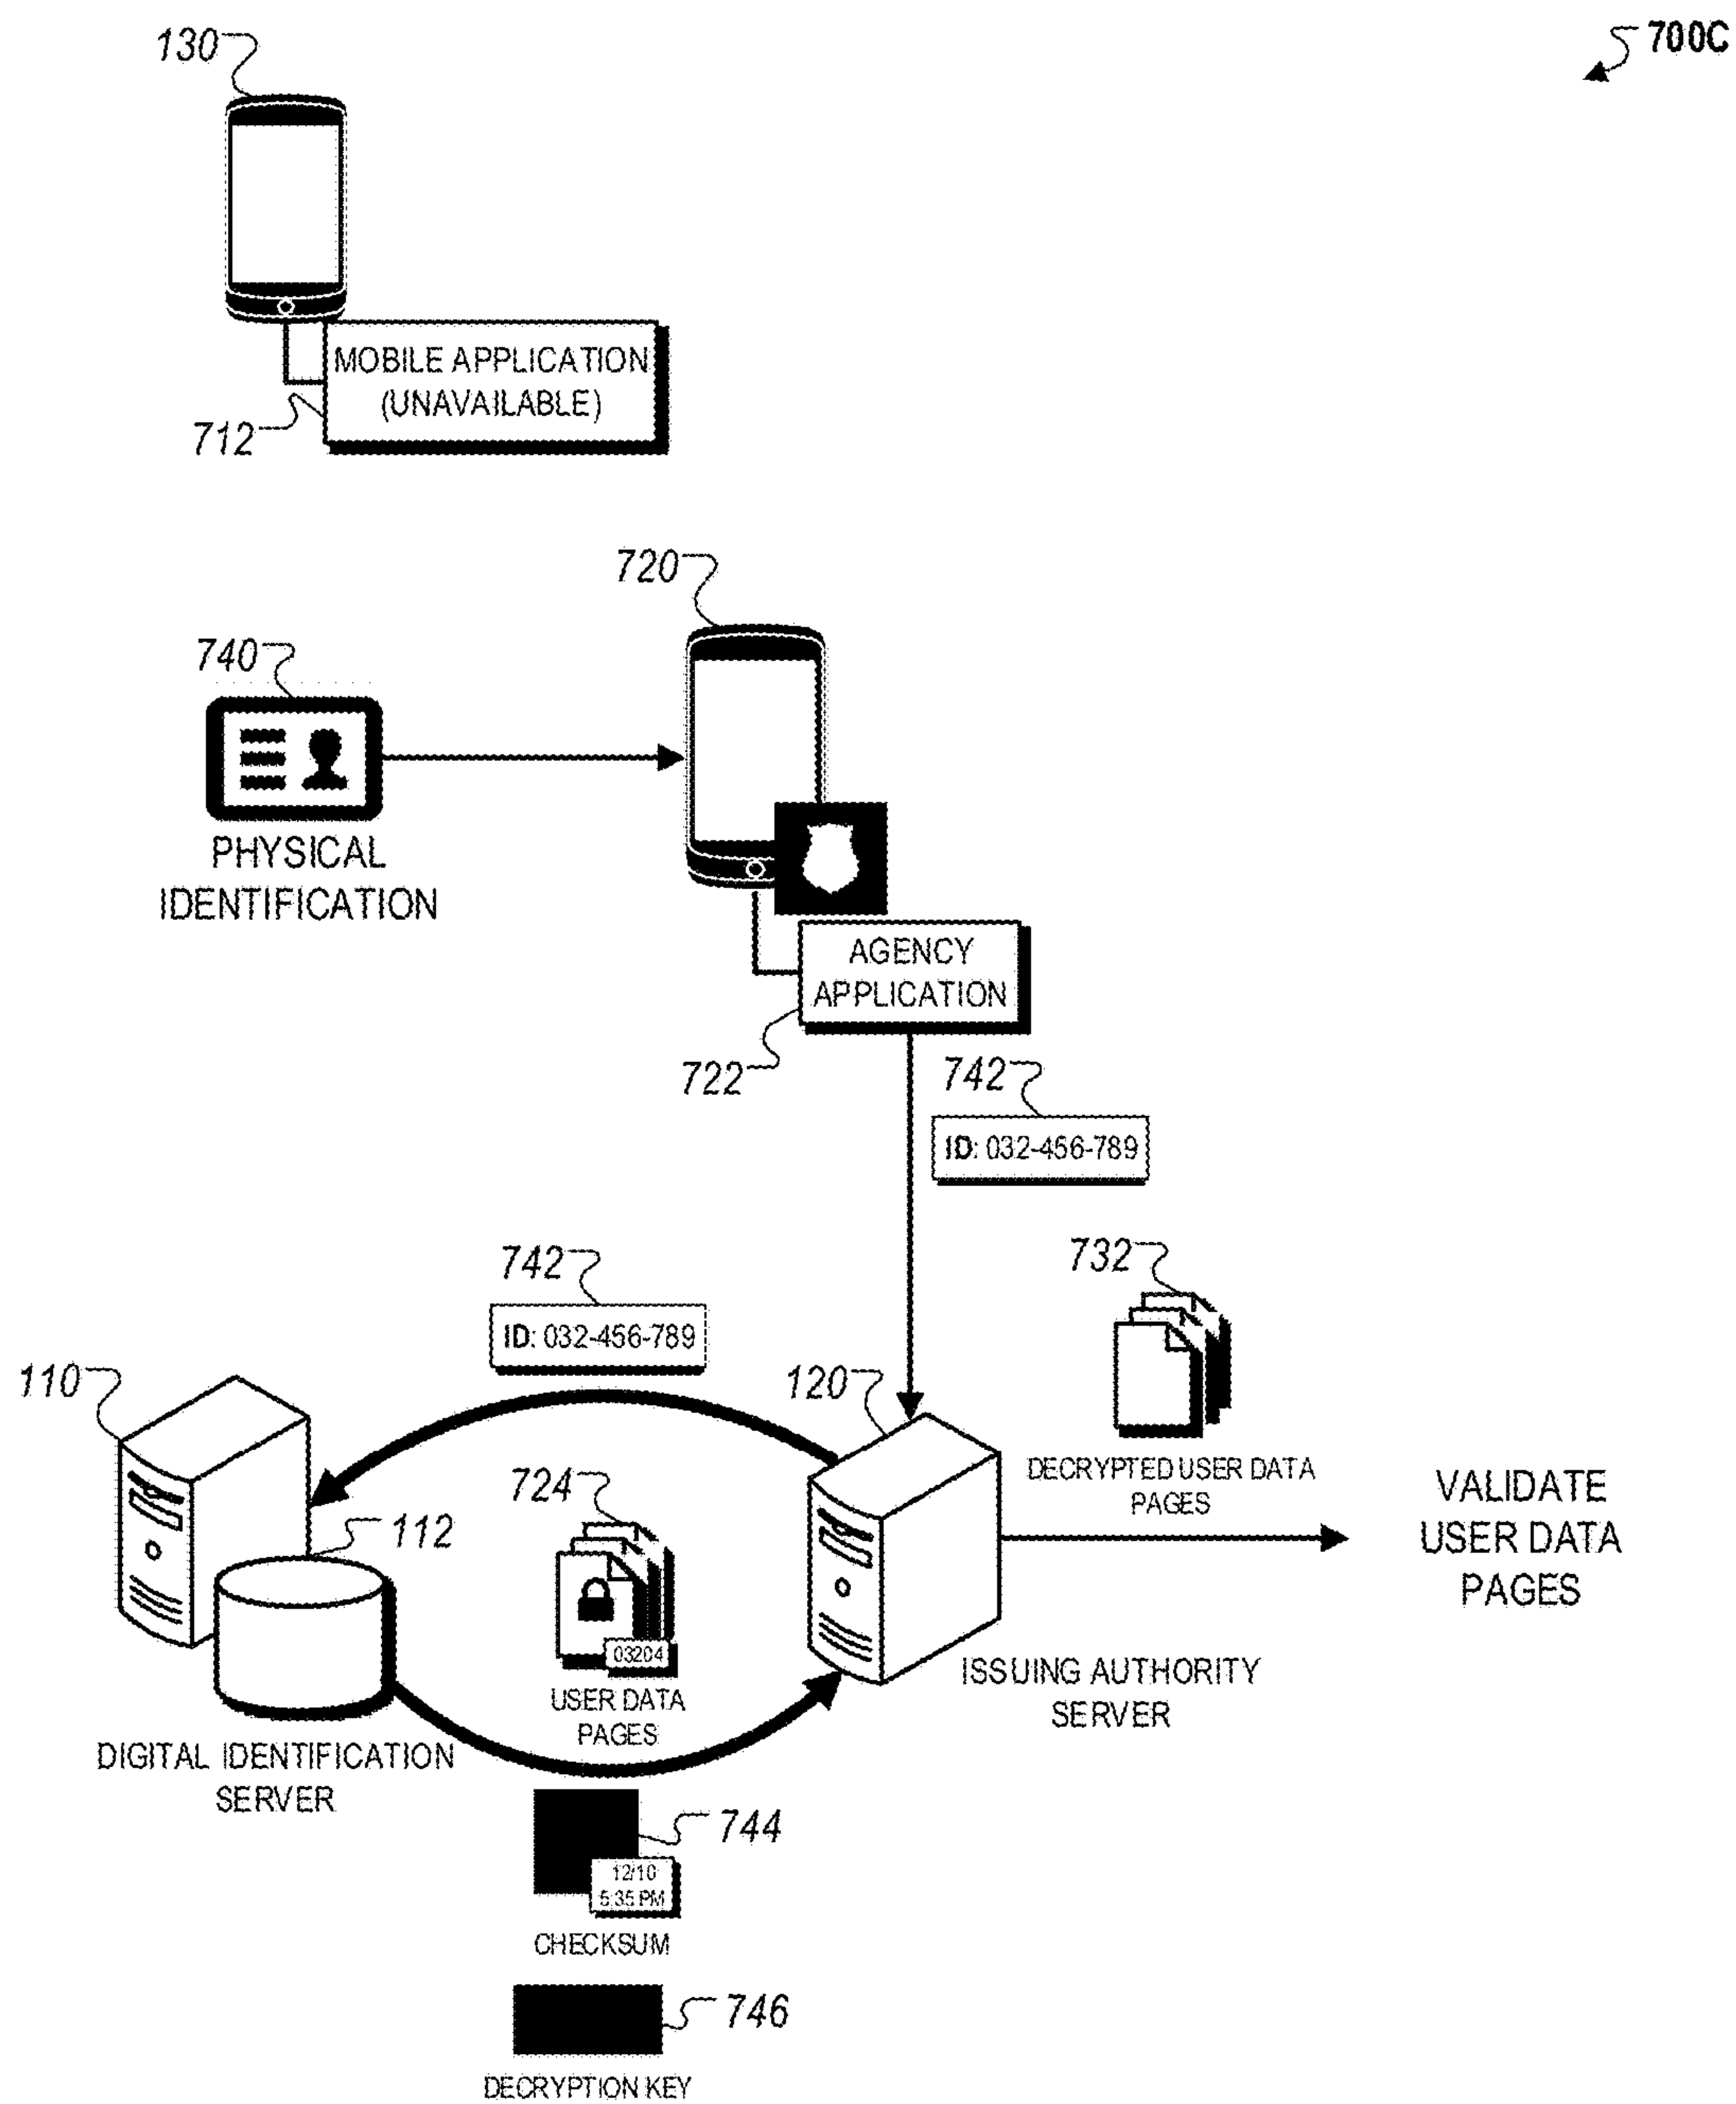 700C
130
MOBILE APPLICATION
(UNAVAILABLE)
712
720
740
PHYSICAL
IDENTIFICATION
AGENCY
APPLICATION
722
742
ID: 032-456-789
742
ID: 032-456-789
732
DECRYPTED USER DATA
PAGES
110
120
724
112
03204
USER DATA
PAGES
VALIDATE
USER DATA
PAGES
ISSUING AUTHORITY
SERVER
DIGITAL IDENTIFICATION
SERVER
744
12/10
5:35 PM
CHECKSUM
746
DECRYPTION KEY